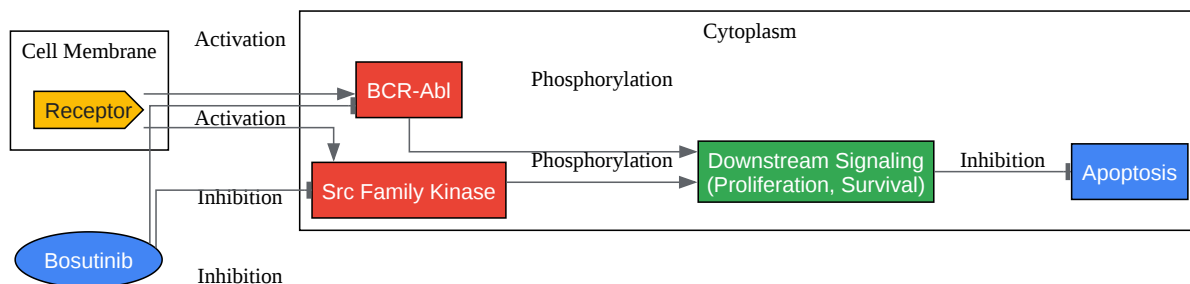 Cytoplasm
Activation
Cell Membrane
Phosphorylation
BCR-Abl
Receptor
Activation
Phosphorylation
Downstream Signaling
(Proliferation, Survival)
Inhibition
Apoptosis
Src Family Kinase
Inhibition
Bosutinib
Inhibition